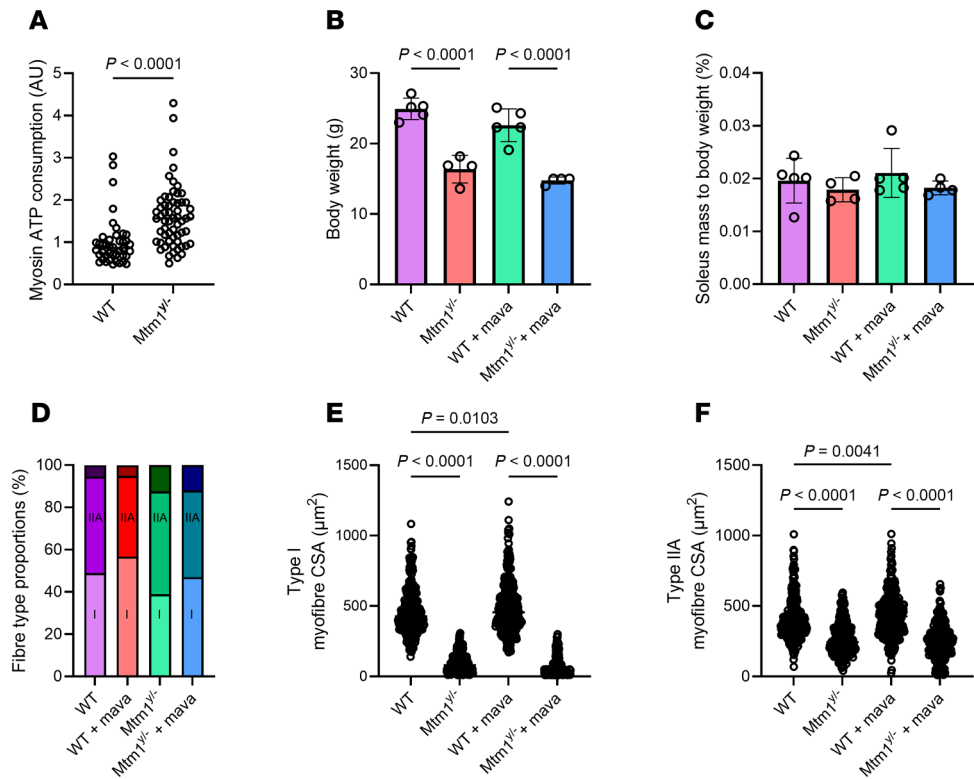 A
P < 0.0001
Myosin ATP consumption (AU)
5
4
3
2
1
0
WT
Mtm1y/-
B
P < 0.0001
P < 0.0001
Body weight (g)
30
20
10
0
WT
Mtm1y/-
WT + mava
Mtm1y/- + mava
C
Soleus mass to body weight (%)
0.04
0.03
0.02
0.01
0.00
WT
Mtm1y/-
WT + mava
Mtm1y/- + mava
D
Fibre type proportions (%)
100
80
60
40
20
0
IIA
IIA
IIA
IIA
I
I
I
I
WT
WT + mava
Mtm1y/-
Mtm1y/- + mava
E
P = 0.0103
P < 0.0001
P < 0.0001
Type I
myofibre CSA (μm2)
1500
1000
500
0
WT
Mtm1y/-
WT + mava
Mtm1y/- + mava
F
P = 0.0041
P < 0.0001
P < 0.0001
Type IIA
myofibre CSA (μm2)
1500
1000
500
0
WT
Mtm1y/-
WT + mava
Mtm1y/- + mava